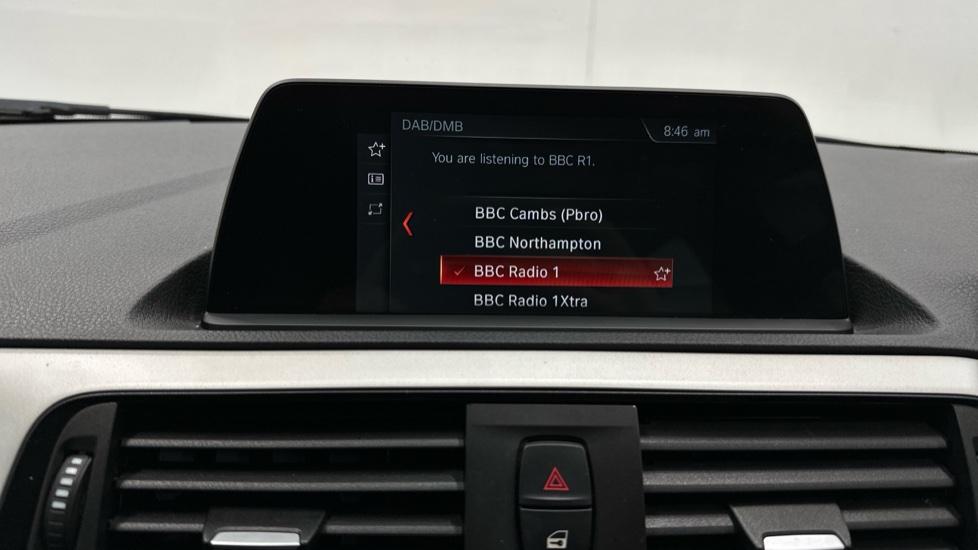 DAB/DMB
8:46 am
You are listening to BBC R1.
BBC Cambs (Pbro)
BBC Northampton
BBC Radio 1
BBC Radio 1Xtra